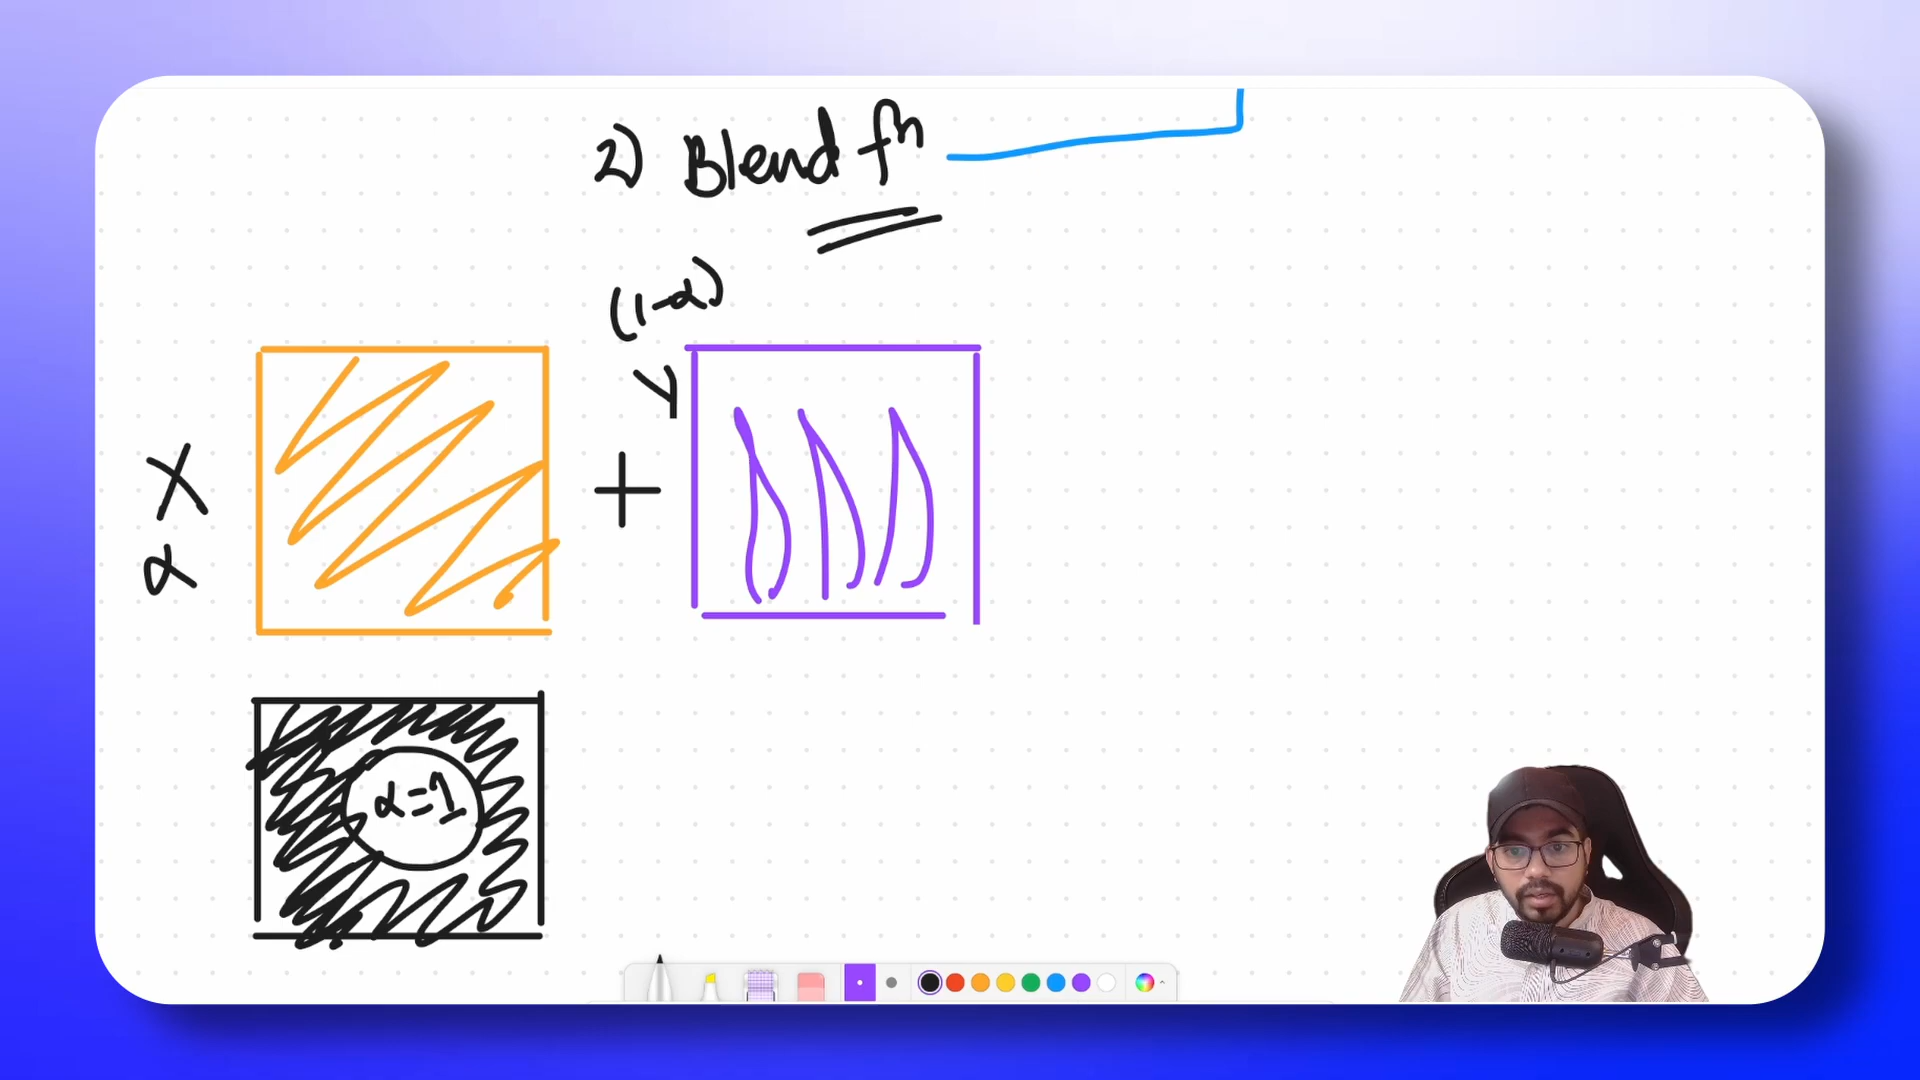 2) Blend fn
(1-α)
α X
+
α=1